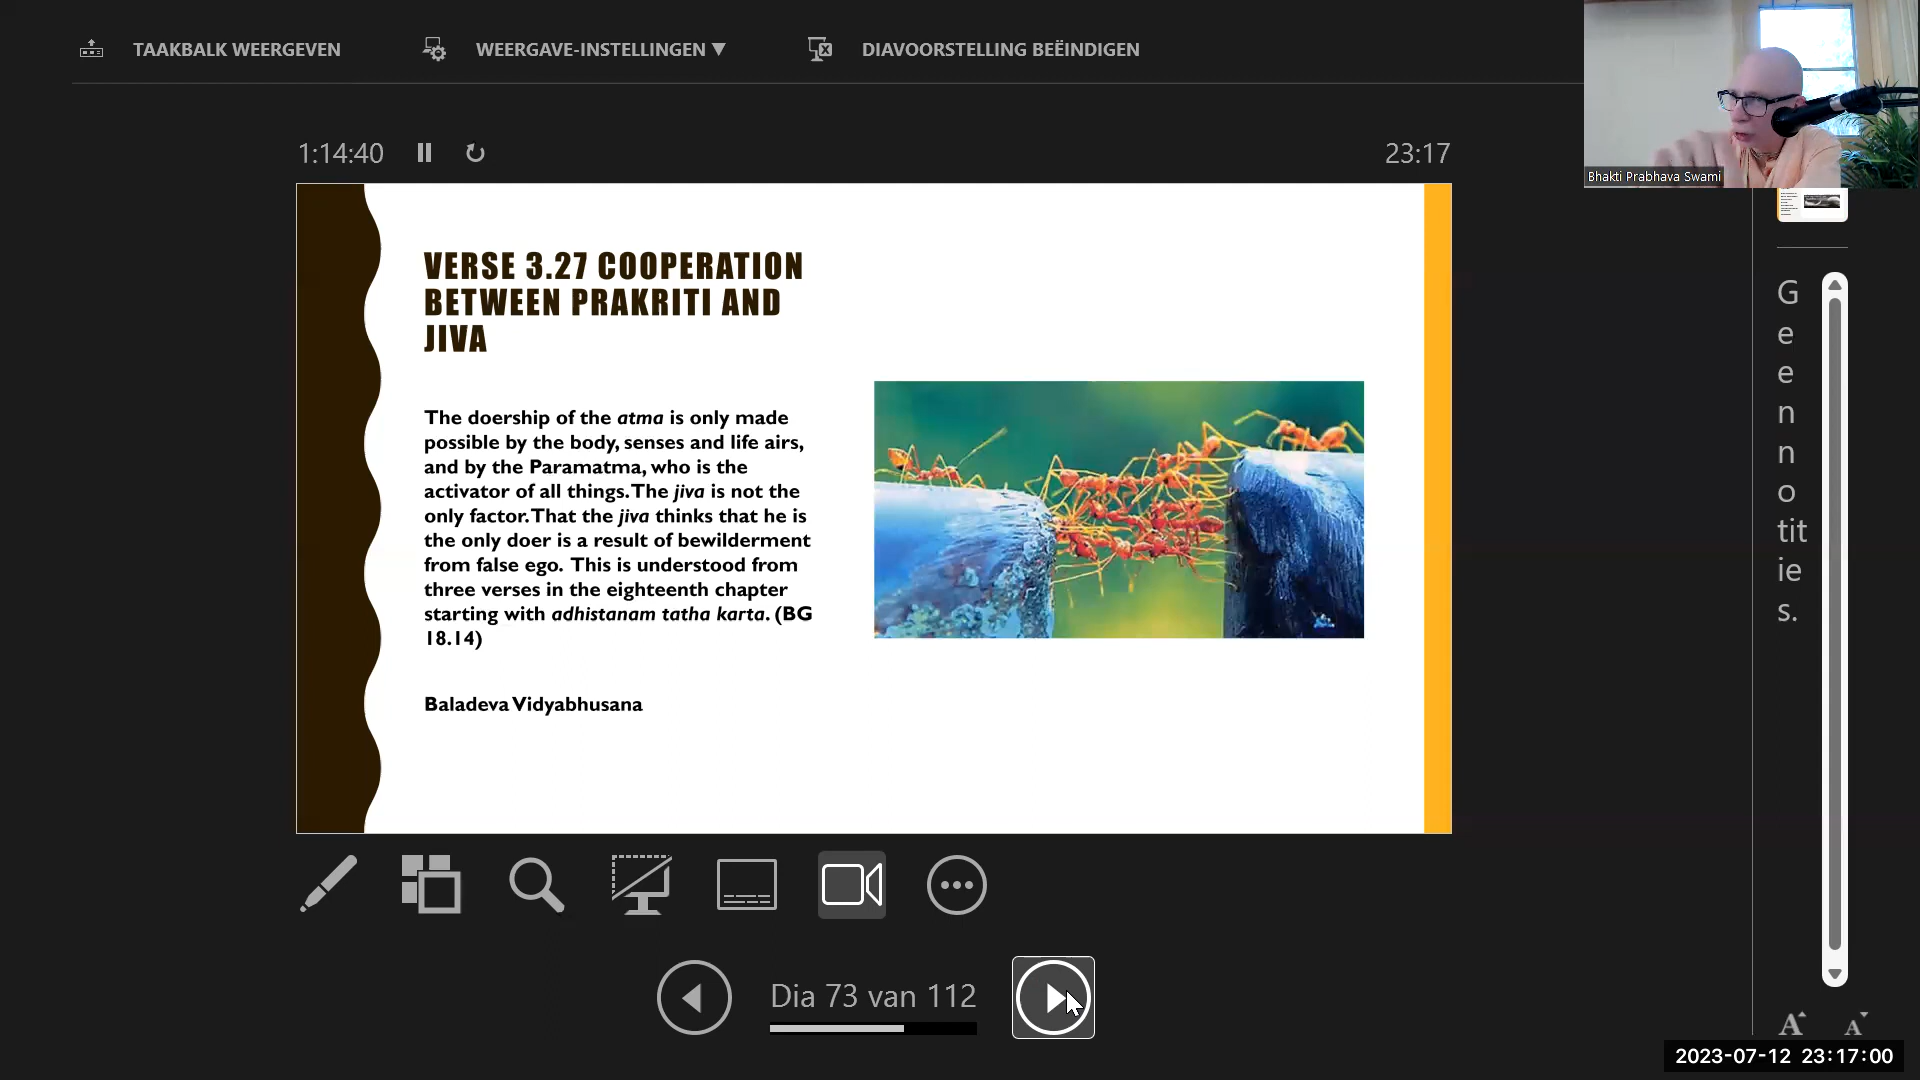 TAAKBALK WEERGEVEN
WEERGAVE-INSTELLINGEN ▼
DIAVOORSTELLING BEËINDIGEN
Bhakti Prabhava Swami
1:14:40
23:17
VERSE 3.27 COOPERATION
BETWEEN PRAKRITI AND
JIVA
The doership of the atma is only made
possible by the body, senses and life airs,
and by the Paramatma, who is the
activator of all things. The jiva is not the
only factor. That the jiva thinks that he is
the only doer is a result of bewilderment
from false ego. This is understood from
three verses in the eighteenth chapter
starting with adhistanam tatha karta. (BG
18.14)
Baladeva Vidyabhusana
G
e
e
n
n
o
tit
ie
s.
Dia 73 van 112
A A
2023-07-12 23:17:00